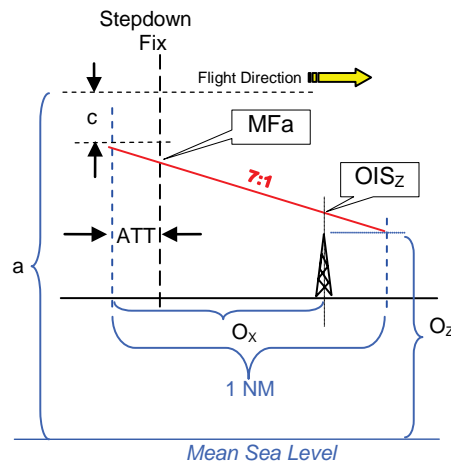 Stepdown
Fix
Flight Direction
c
MFa
7:1
OISZ
ATT
a
OX
OZ
1 NM
Mean Sea Level